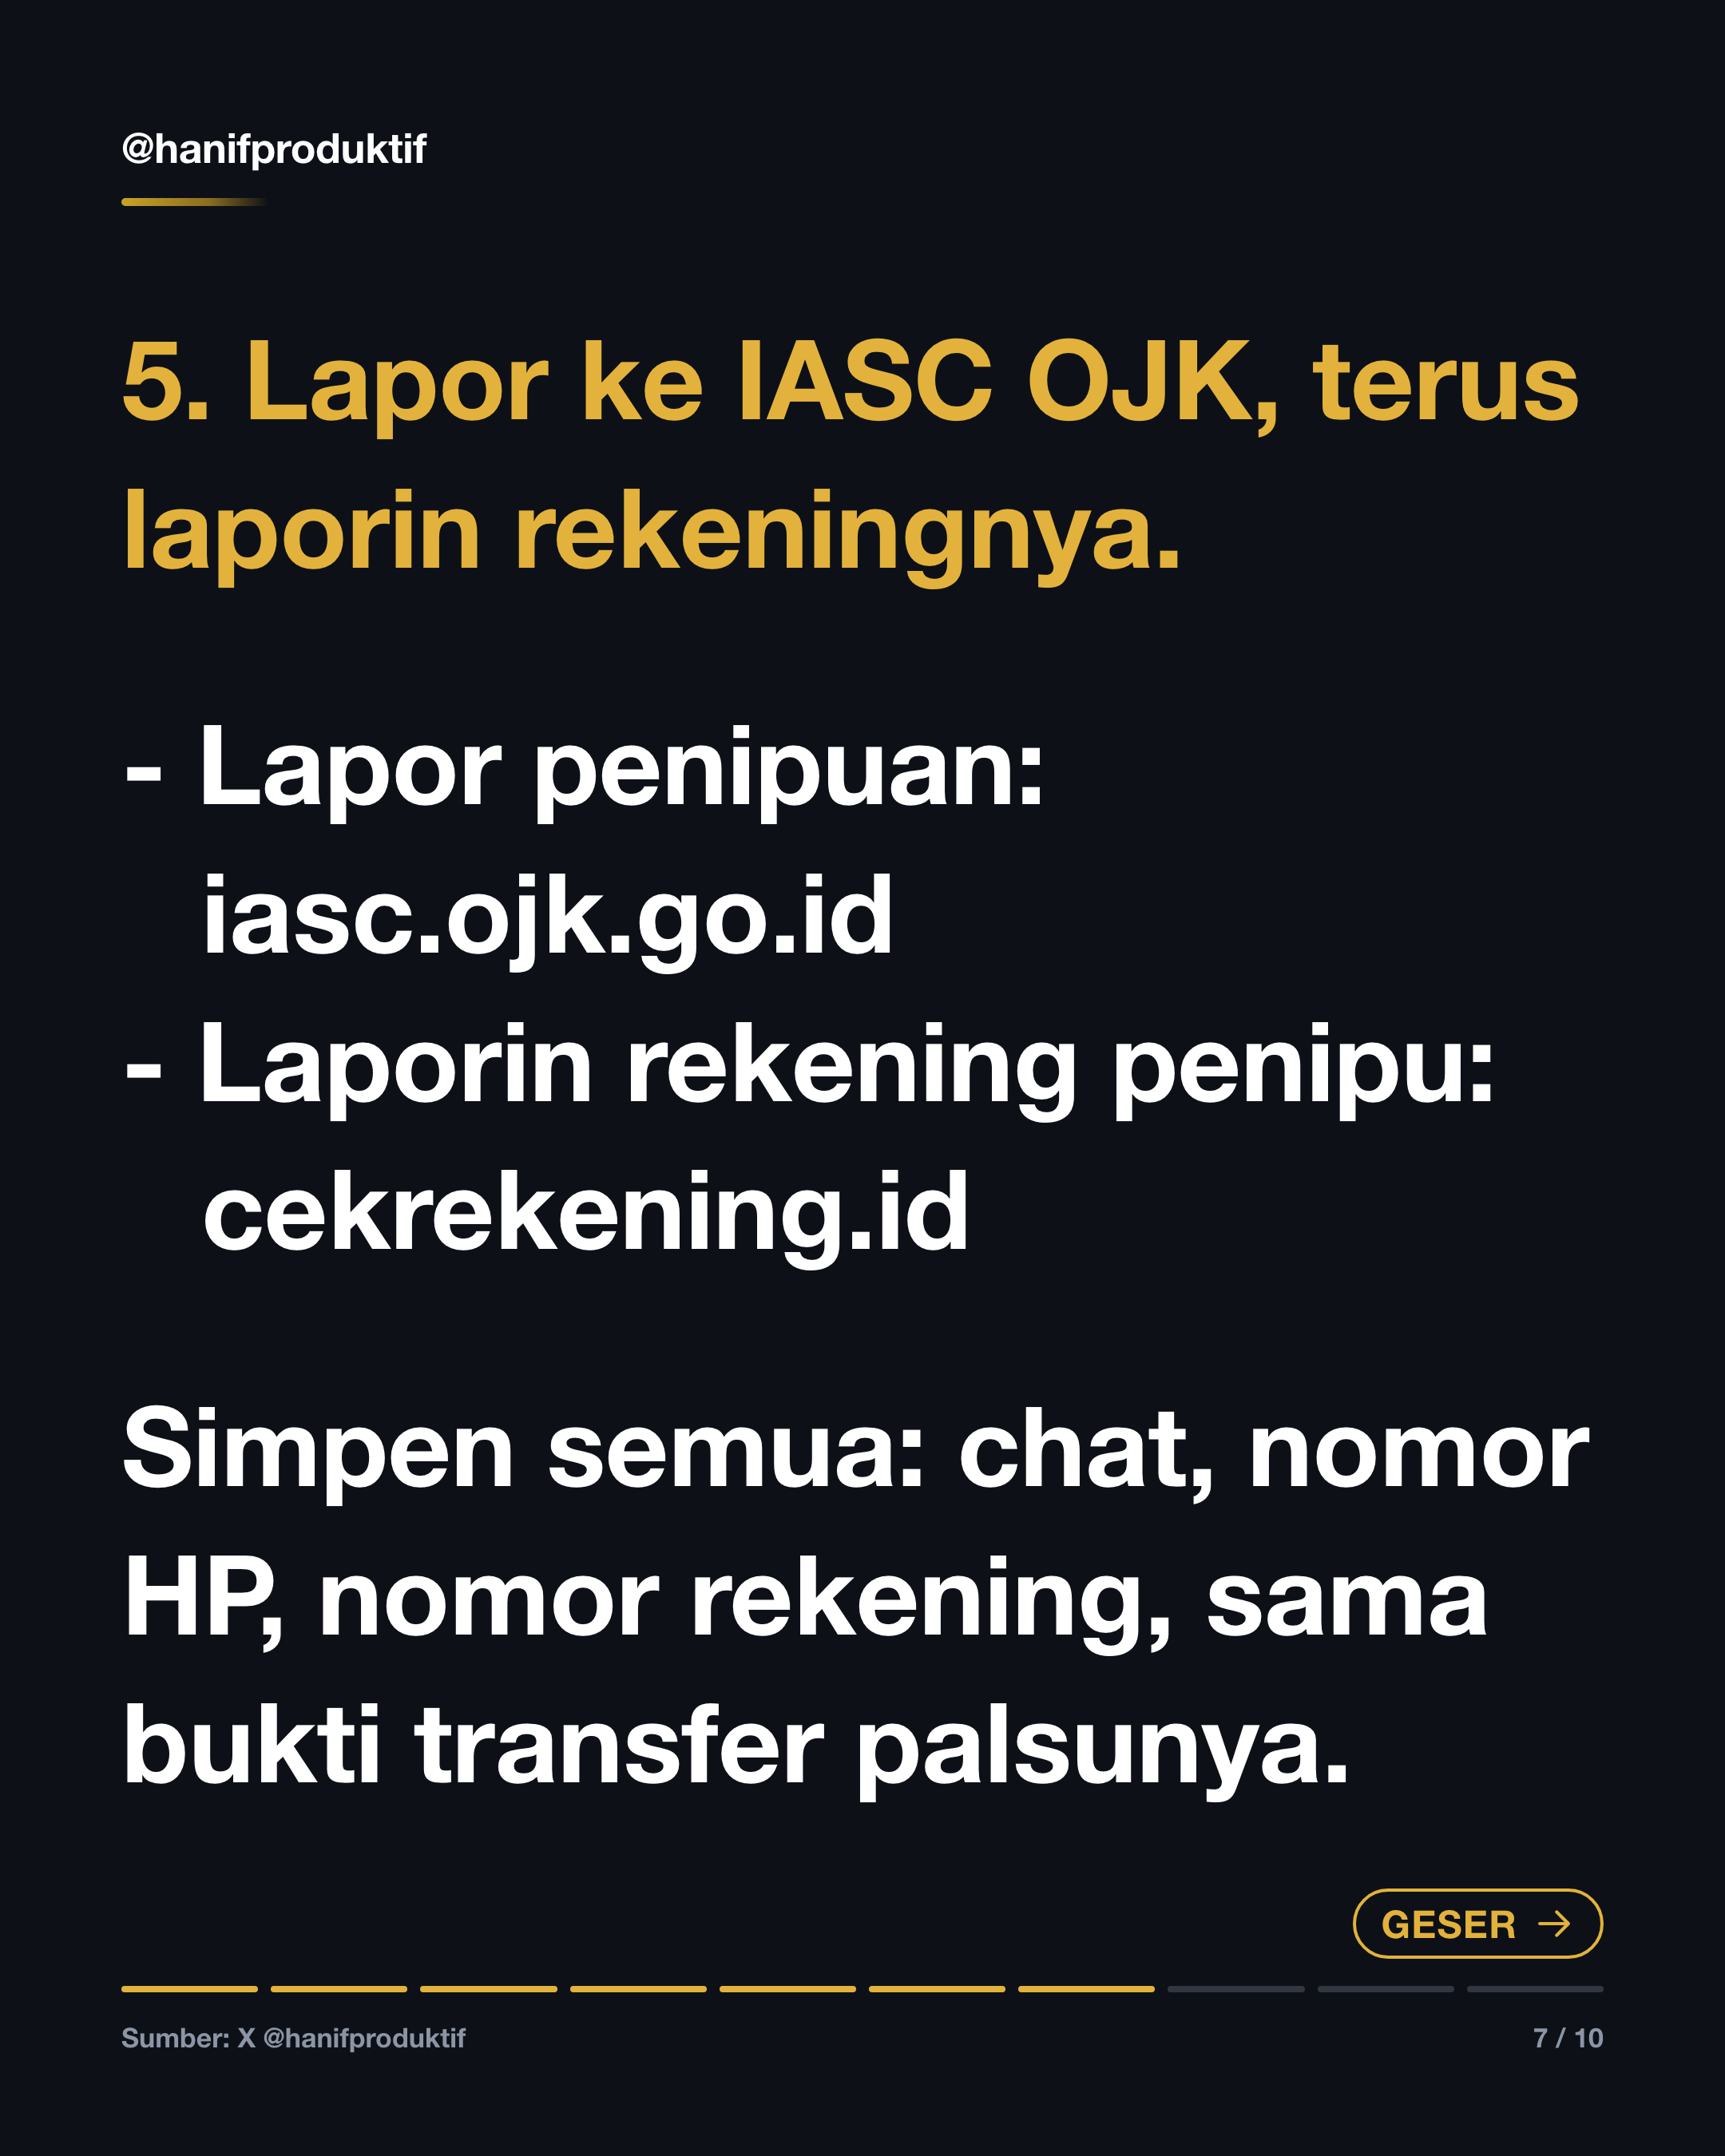 @hanifproduktif
5. Lapor ke IASC OJK, terus
laporin rekeningnya.
- Lapor penipuan:
iasc.ojk.go.id
- Laporin rekening penipu:
cekrekening.id
Simpen semua: chat, nomor
HP, nomor rekening, sama
bukti transfer palsunya.
GESER →
Sumber: X @hanifproduktif
7 / 10